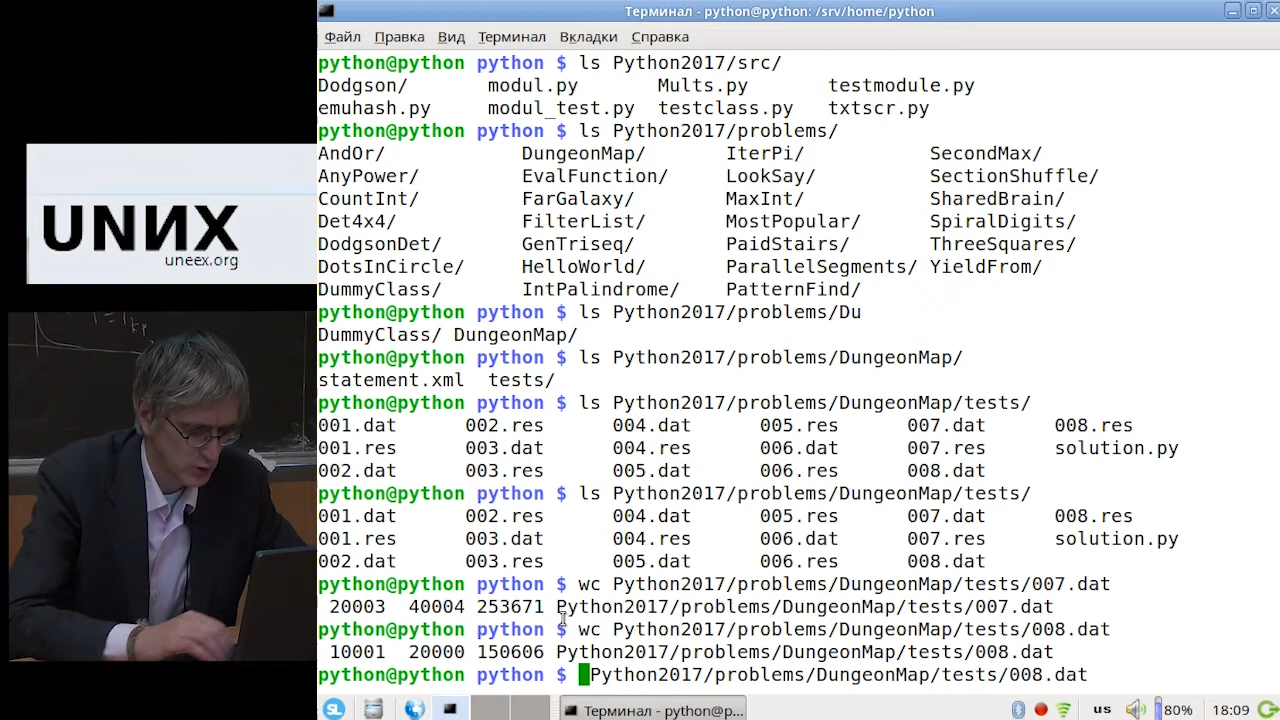 Терминал - python@python: /srv/home/python
Файл Правка Вид Терминал Вкладки Справка
python@python python $ ls Python2017/src/
Dodgson/ modul.py Mults.py testmodule.py
emuhash.py modul_test.py testclass.py txtscr.py
python@python python $ ls Python2017/problems/
AndOr/ DungeonMap/ IterPi/ SecondMax/
AnyPower/ EvalFunction/ LookSay/ SectionShuffle/
CountInt/ FarGalaxy/ MaxInt/ SharedBrain/
Det4x4/ FilterList/ MostPopular/ SpiralDigits/
DodgsonDet/ GenTriseq/ PaidStairs/ ThreeSquares/
DotsInCircle/ HelloWorld/ ParallelSegments/ YieldFrom/
DummyClass/ IntPalindrome/ PatternFind/
python@python python $ ls Python2017/problems/Du
DummyClass/ DungeonMap/
python@python python $ ls Python2017/problems/DungeonMap/
statement.xml tests/
python@python python $ ls Python2017/problems/DungeonMap/tests/
001.dat 002.res 004.dat 005.res 007.dat 008.res
001.res 003.dat 004.res 006.dat 007.res solution.py
002.dat 003.res 005.dat 006.res 008.dat
python@python python $ ls Python2017/problems/DungeonMap/tests/
001.dat 002.res 004.dat 005.res 007.dat 008.res
001.res 003.dat 004.res 006.dat 007.res solution.py
002.dat 003.res 005.dat 006.res 008.dat
python@python python $ wc Python2017/problems/DungeonMap/tests/007.dat
20003 40004 253671 Python2017/problems/DungeonMap/tests/007.dat
python@python python $ wc Python2017/problems/DungeonMap/tests/008.dat
10001 20000 150606 Python2017/problems/DungeonMap/tests/008.dat
python@python python $ Python2017/problems/DungeonMap/tests/008.dat
SL Терминал - python@p... us 80% 18:09
UNИX
uneex.org